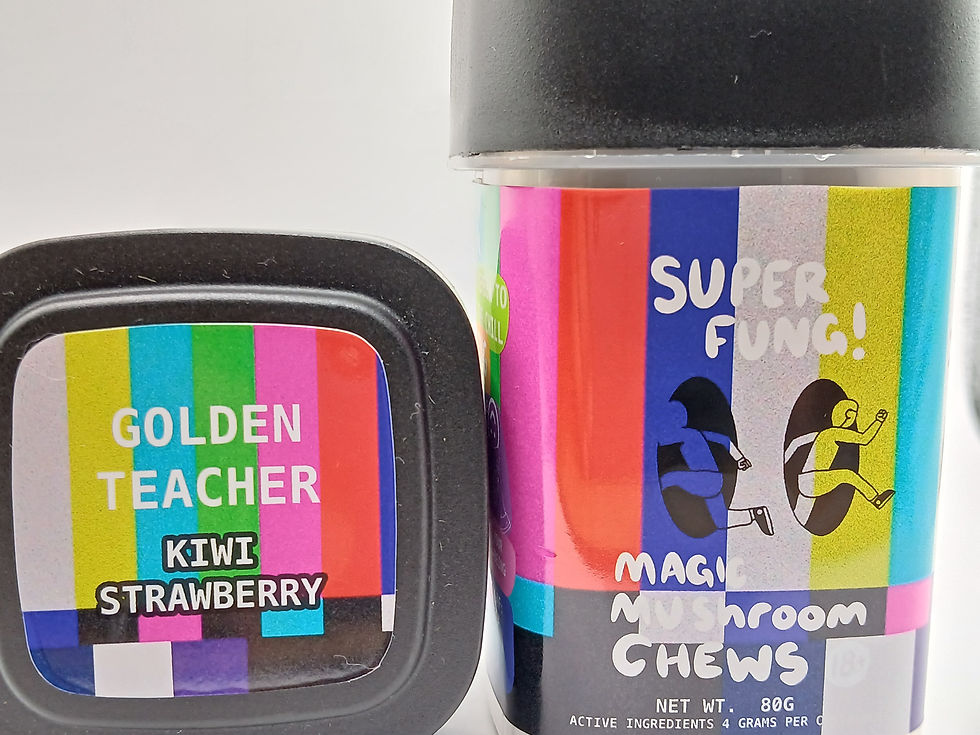 GOLDEN
TEACHER
KIWI
STRAWBERRY
SUPER
FUNG!
MAGIC
MUSHROOM
CHEWS
18+
NET WT. 80G
ACTIVE INGREDIENTS 4 GRAMS PER